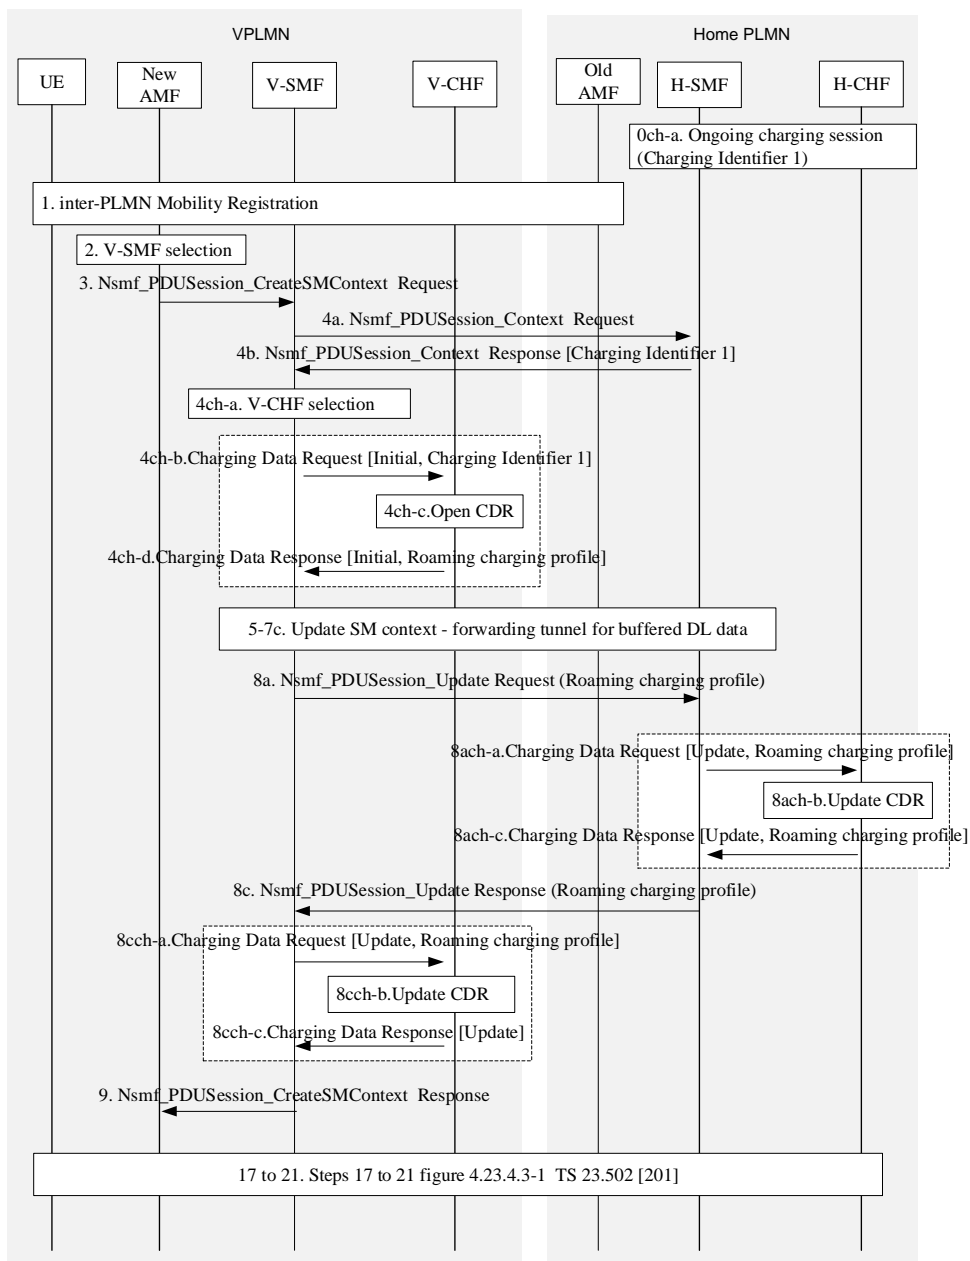 VPLMN
Home PLMN
UE
New
AMF
V-SMF
V-CHF
Old
AMF
H-SMF
H-CHF
0ch-a. Ongoing charging session
(Charging Identifier 1)
1. inter-PLMN Mobility Registration
2. V-SMF selection
3. Nsmf_PDUSession_CreateSMContext Request
4a. Nsmf_PDUSession_Context Request
4b. Nsmf_PDUSession_Context Response [Charging Identifier 1]
4ch-a. V-CHF selection
4ch-b.Charging Data Request [Initial, Charging Identifier 1]
4ch-c.Open CDR
4ch-d.Charging Data Response [Initial, Roaming charging profile]
5-7c. Update SM context - forwarding tunnel for buffered DL data
8a. Nsmf_PDUSession_Update Request (Roaming charging profile)
8ach-a.Charging Data Request [Update, Roaming charging profile]
8ach-b.Update CDR
8ach-c.Charging Data Response [Update, Roaming charging profile]
8c. Nsmf_PDUSession_Update Response (Roaming charging profile)
8cch-a.Charging Data Request [Update, Roaming charging profile]
8cch-b.Update CDR
8cch-c.Charging Data Response [Update]
9. Nsmf_PDUSession_CreateSMContext Response
17 to 21. Steps 17 to 21 figure 4.23.4.3-1 TS 23.502 [201]